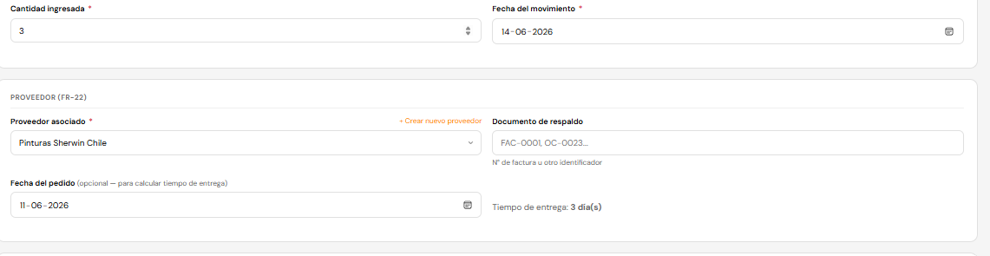 Cantidad ingresada * Fecha del movimiento *
3 14-06-2026
PROVEEDOR (FR-22)
Proveedor asociado * + Crear nuevo proveedor Documento de respaldo
Pinturas Sherwin Chile FAC-0001, OC-0023...
N° de factura u otro identificador
Fecha del pedido (opcional — para calcular tiempo de entrega)
11-06-2026 Tiempo de entrega: 3 día(s)